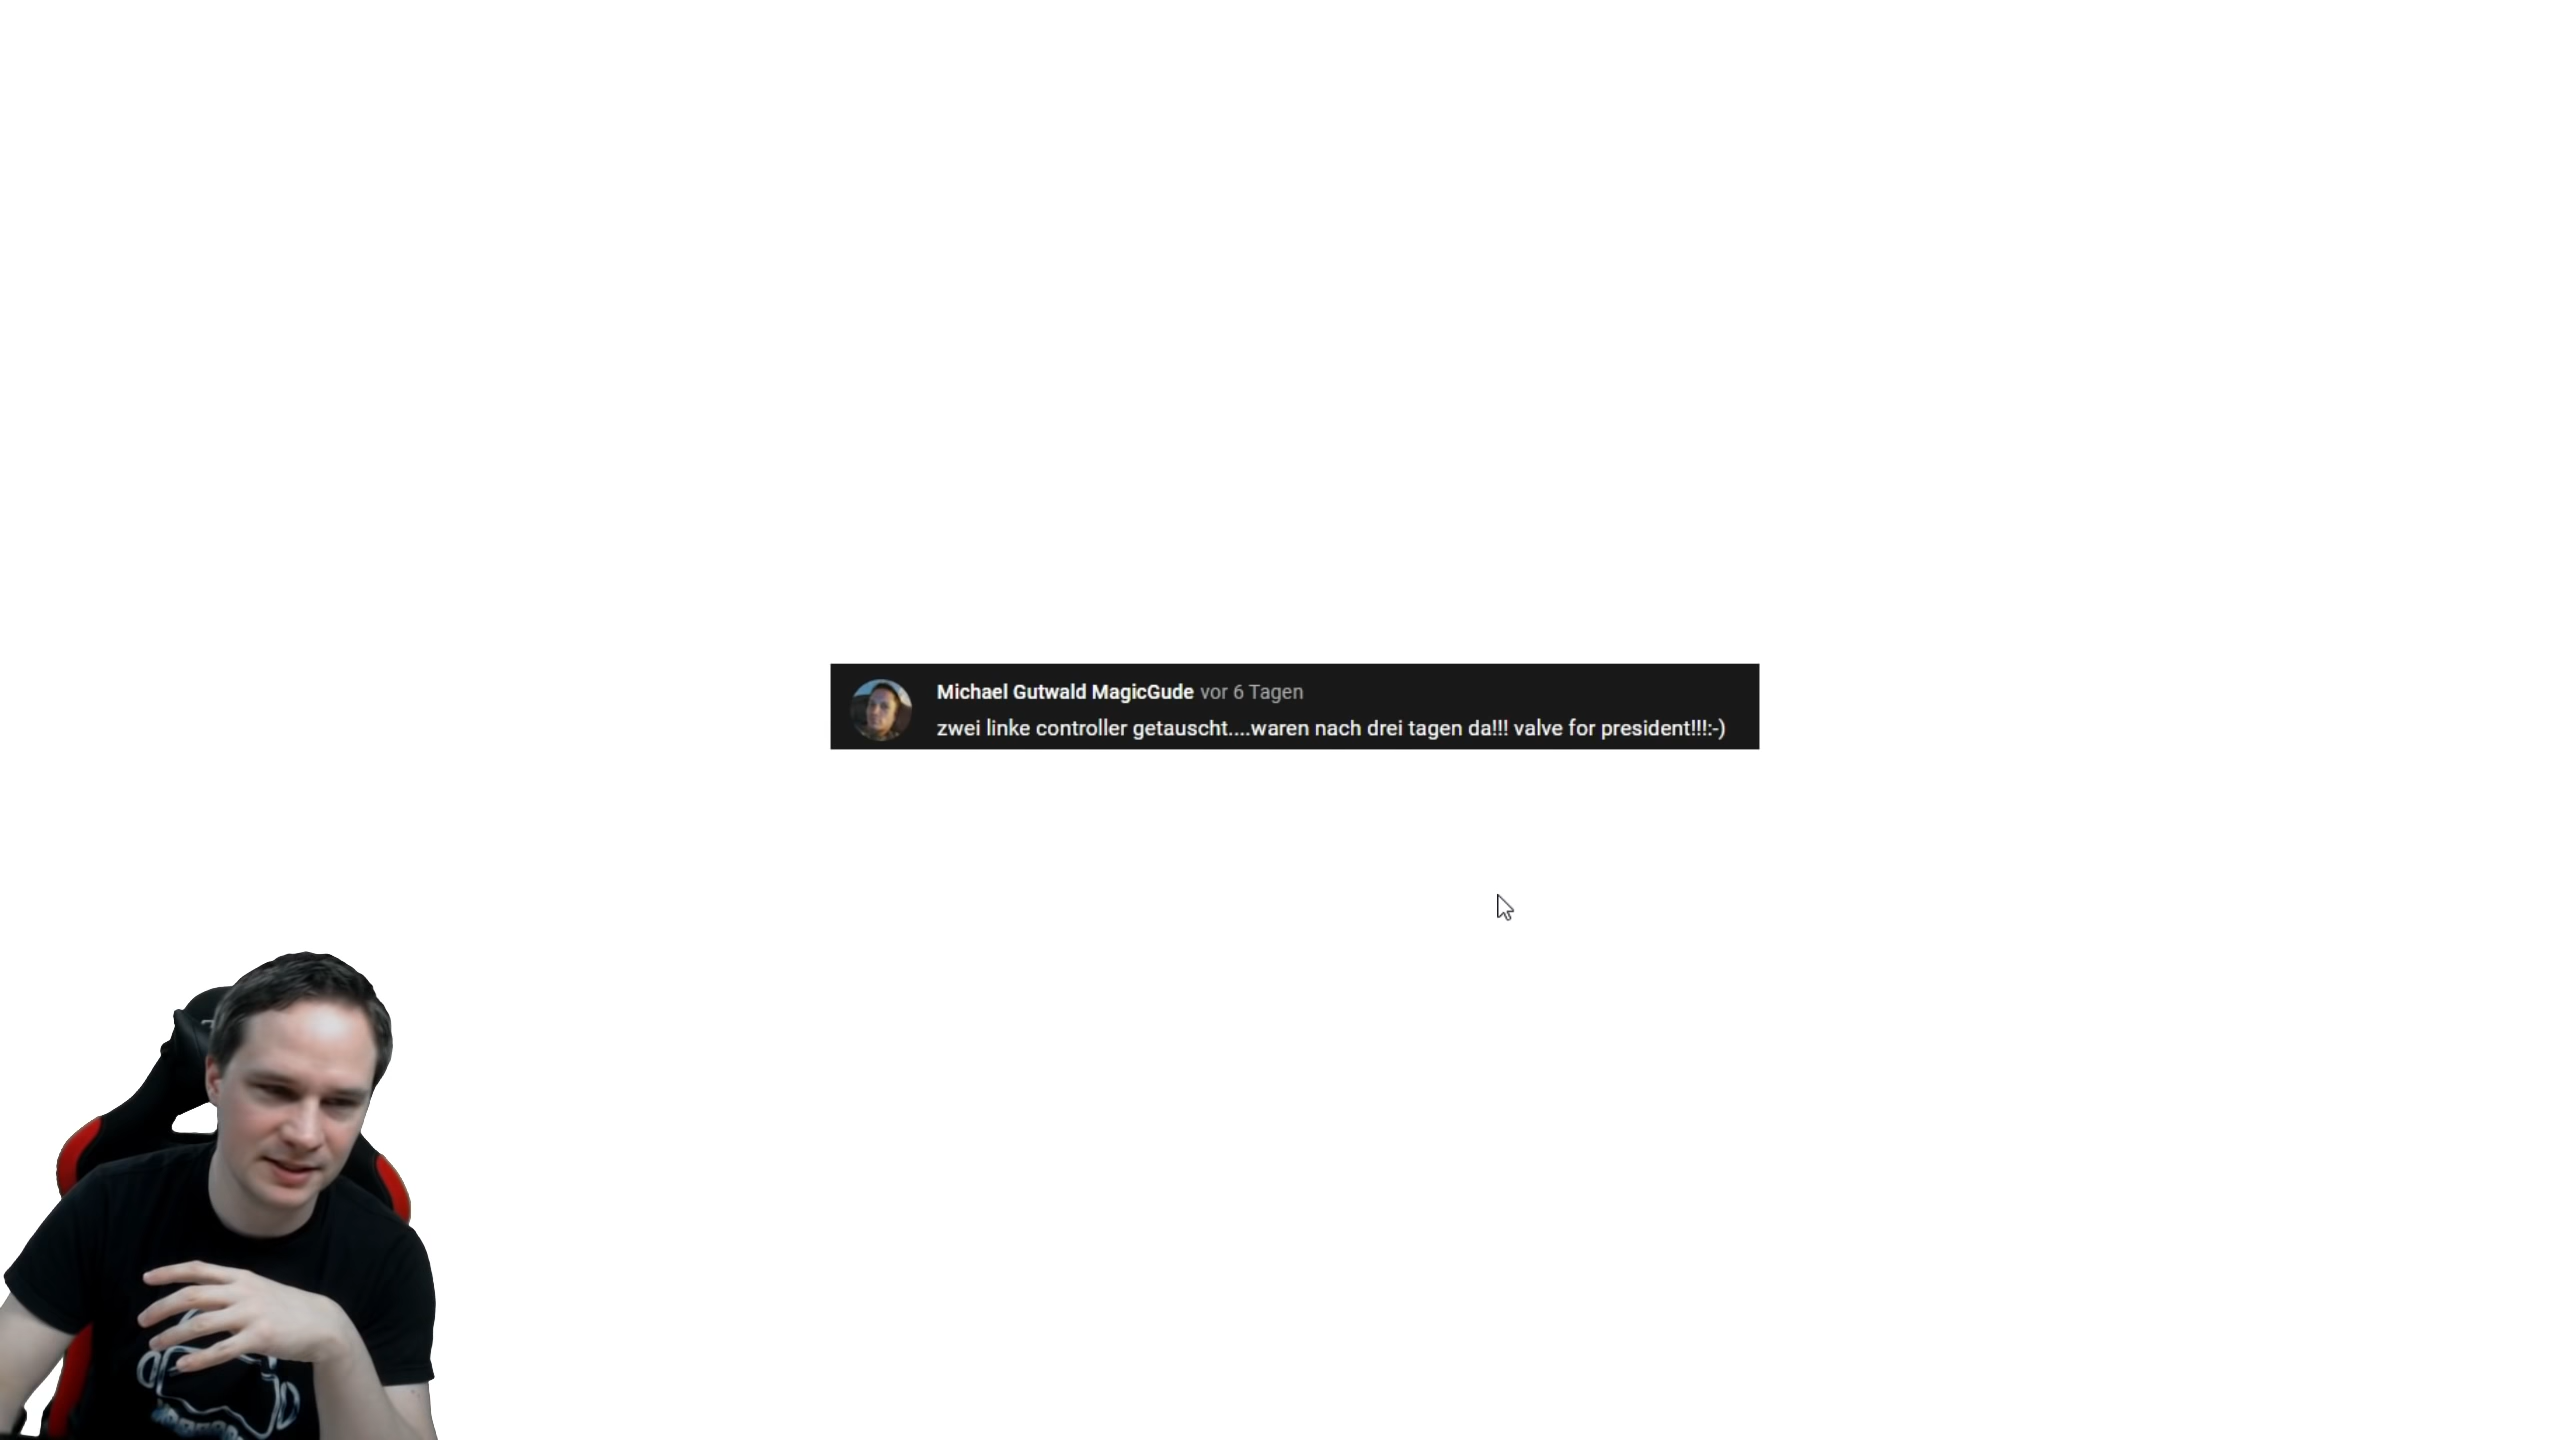 Michael Gutwald MagicGude vor 6 Tagen
zwei linke controller getauscht....waren nach drei tagen da!!! valve for president!!!:-)